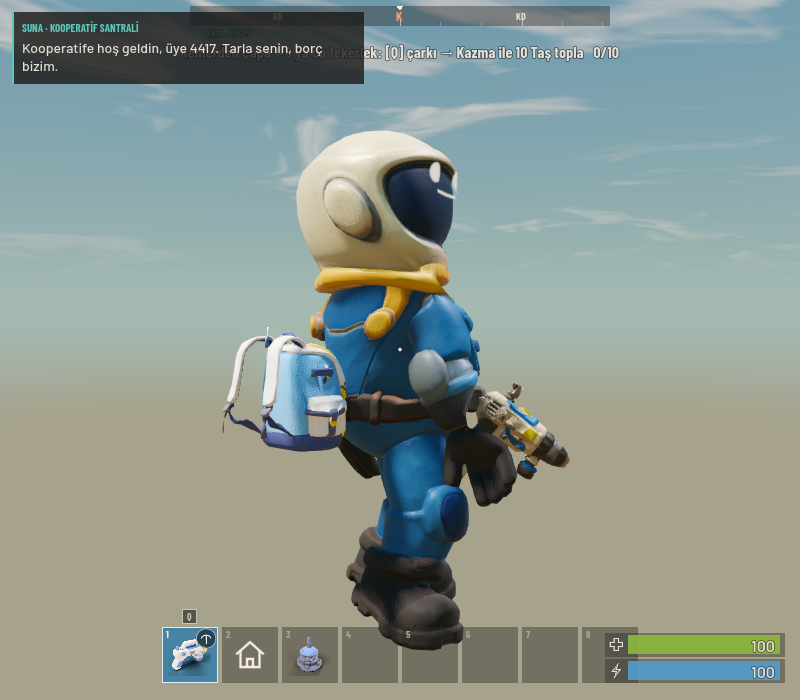 KB
K
KD
SUNA · KOOPERATİF SANTRALİ
Kooperatife hoş geldin, üye 4417. Tarla senin, borç
bizim.
[Q] çarkı → Kazma ile 10 Taş topla 0/10
Q
1
2
3
4
5
6
7
8
100
100